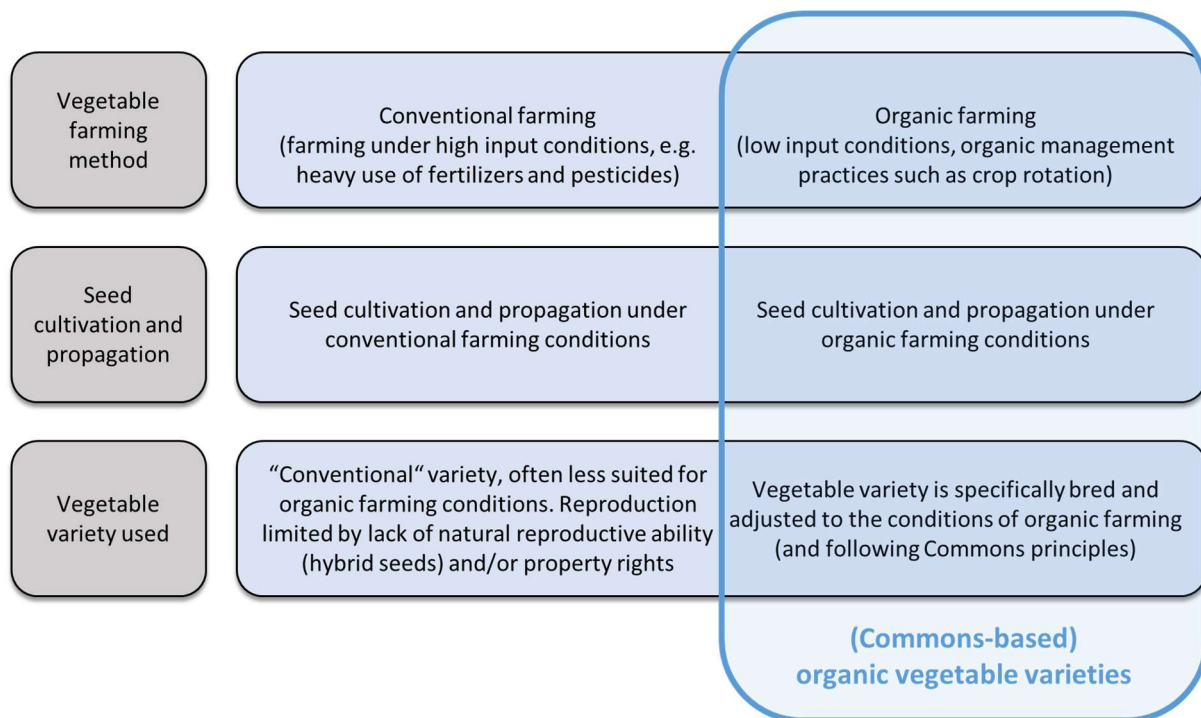 Vegetable
farming
method
Conventional farming
(farming under high input conditions, e.g.
heavy use of fertilizers and pesticides)
Organic farming
(low input conditions, organic management
practices such as crop rotation)
Seed
cultivation and
propagation
Seed cultivation and propagation under
conventional farming conditions
Seed cultivation and propagation under
organic farming conditions
Vegetable
variety used
“Conventional“ variety, often less suited for
organic farming conditions. Reproduction
limited by lack of natural reproductive ability
(hybrid seeds) and/or property rights
Vegetable variety is specifically bred and
adjusted to the conditions of organic farming
(and following Commons principles)
(Commons-based)
organic vegetable varieties